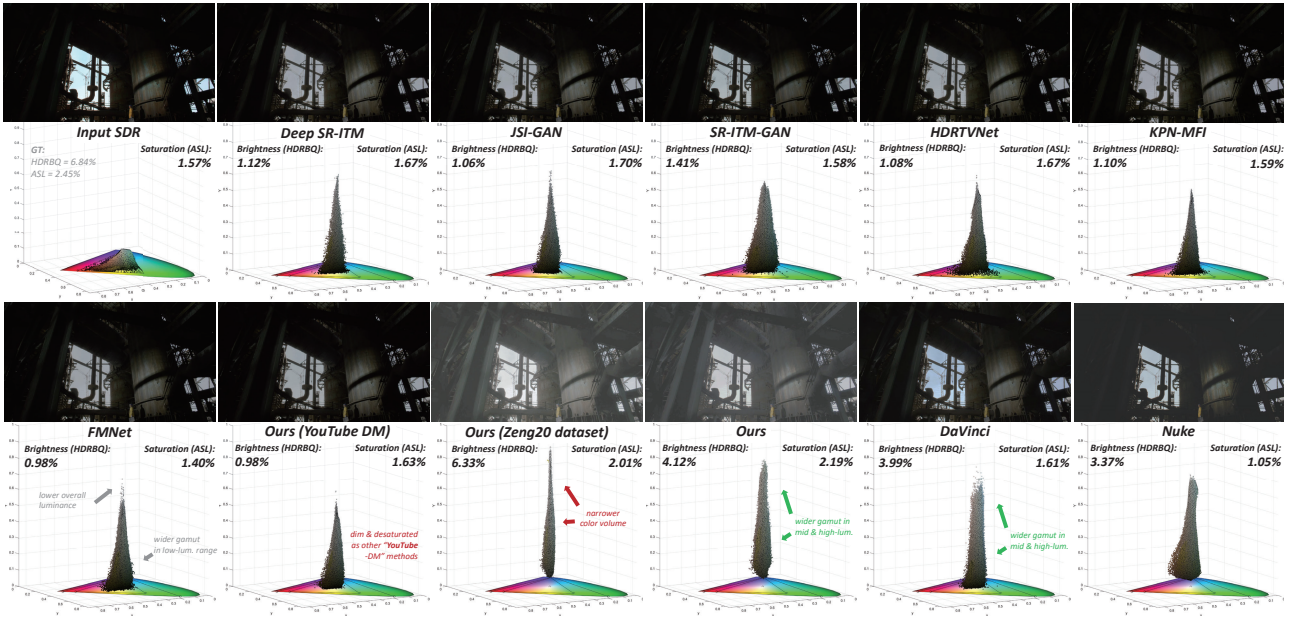 Input SDR
GT:
HDRBQ = 6.84%
ASL = 2.45%
Saturation (ASL):
1.57%
Deep SR-ITM
Brightness (HDRBQ):
1.12%
Saturation (ASL):
1.67%
JSI-GAN
Brightness (HDRBQ):
1.06%
Saturation (ASL):
1.70%
SR-ITM-GAN
Brightness (HDRBQ):
1.41%
Saturation (ASL):
1.58%
HDRTVNet
Brightness (HDRBQ):
1.08%
Saturation (ASL):
1.67%
KPN-MFI
Brightness (HDRBQ):
1.10%
Saturation (ASL):
1.59%
FMNet
Brightness (HDRBQ):
0.98%
Saturation (ASL):
1.40%
lower overall
luminance
wider gamut
in low-lum. range
Ours (YouTube DM)
Brightness (HDRBQ):
0.98%
Saturation (ASL):
1.63%
dim & desaturated
as other "YouTube
-DM" methods
Ours (Zeng20 dataset)
Brightness (HDRBQ):
6.33%
Saturation (ASL):
2.01%
narrower
color volume
Ours
Brightness (HDRBQ):
4.12%
Saturation (ASL):
2.19%
wider gamut in
mid & high-lum.
DaVinci
Brightness (HDRBQ):
3.99%
Saturation (ASL):
1.61%
wider gamut in
mid & high-lum.
Nuke
Brightness (HDRBQ):
3.37%
Saturation (ASL):
1.05%